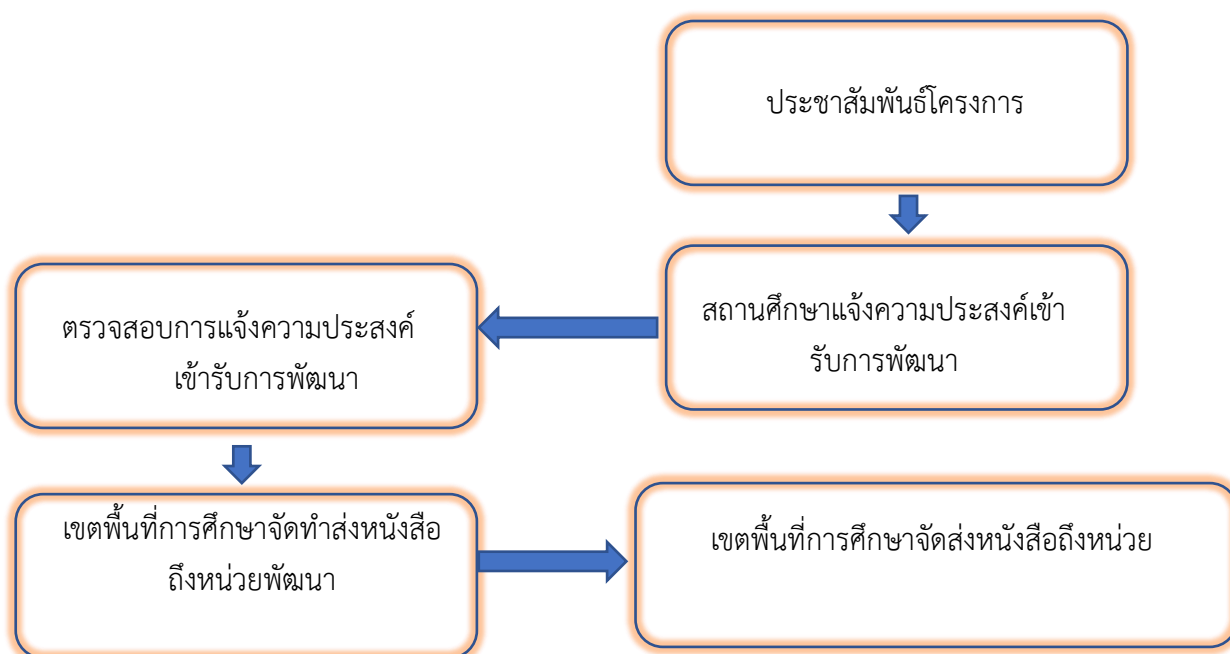 ประชาสัมพันธ์โครงการ
สถานศึกษาแจ้งความประสงค์เข้า
รับการพัฒนา
ตรวจสอบการแจ้งความประสงค์
เข้ารับการพัฒนา
เขตพื้นที่การศึกษาจัดทำส่งหนังสือ
ถึงหน่วยพัฒนา
เขตพื้นที่การศึกษาจัดส่งหนังสือถึงหน่วย